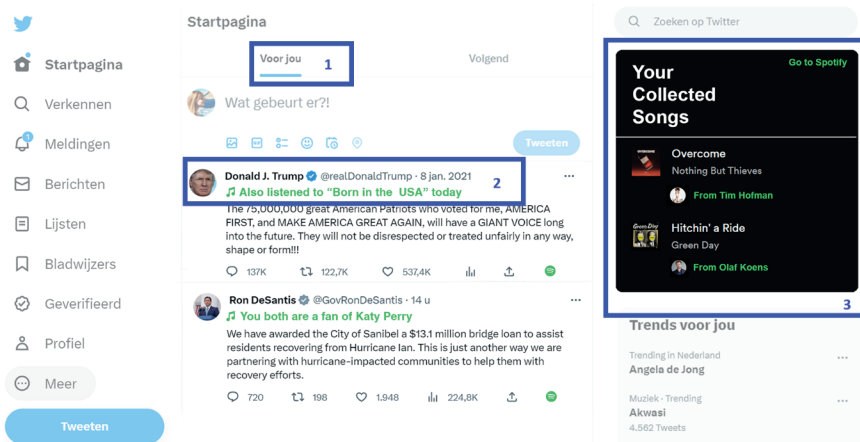 Startpagina
Verkennen
1
Meldingen
Berichten
Lijsten
Bladwijzers
Geverifieerd
Profiel
Meer
Tweeten
Startpagina
Voor jou
1
Volgend
Wat gebeurt er?!
GIF
Tweeten
Donald J. Trump @realDonaldTrump · 8 jan. 2021
Also listened to “Born in the USA” today
2
The 75,000,000 great American Patriots who voted for me, AMERICA
FIRST, and MAKE AMERICA GREAT AGAIN, will have a GIANT VOICE long
into the future. They will not be disrespected or treated unfairly in any way,
shape or form!!!
137K 122,7K 537,4K
Ron DeSantis @GovRonDeSantis · 14 u
You both are a fan of Katy Perry
We have awarded the City of Sanibel a $13.1 million bridge loan to assist
residents recovering from Hurricane Ian. This is just another way we are
partnering with hurricane-impacted communities to help them with
recovery efforts.
720 198 1.948 224,8K
Zoeken op Twitter
Go to Spotify
Your
Collected
Songs
Overcome
Nothing But Thieves
From Tim Hofman
Green Day
Hitchin’ a Ride
Green Day
From Olaf Koens
3
Trends voor jou
Trending in Nederland
Angela de Jong
Muziek · Trending
Akwasi
4.562 Tweets